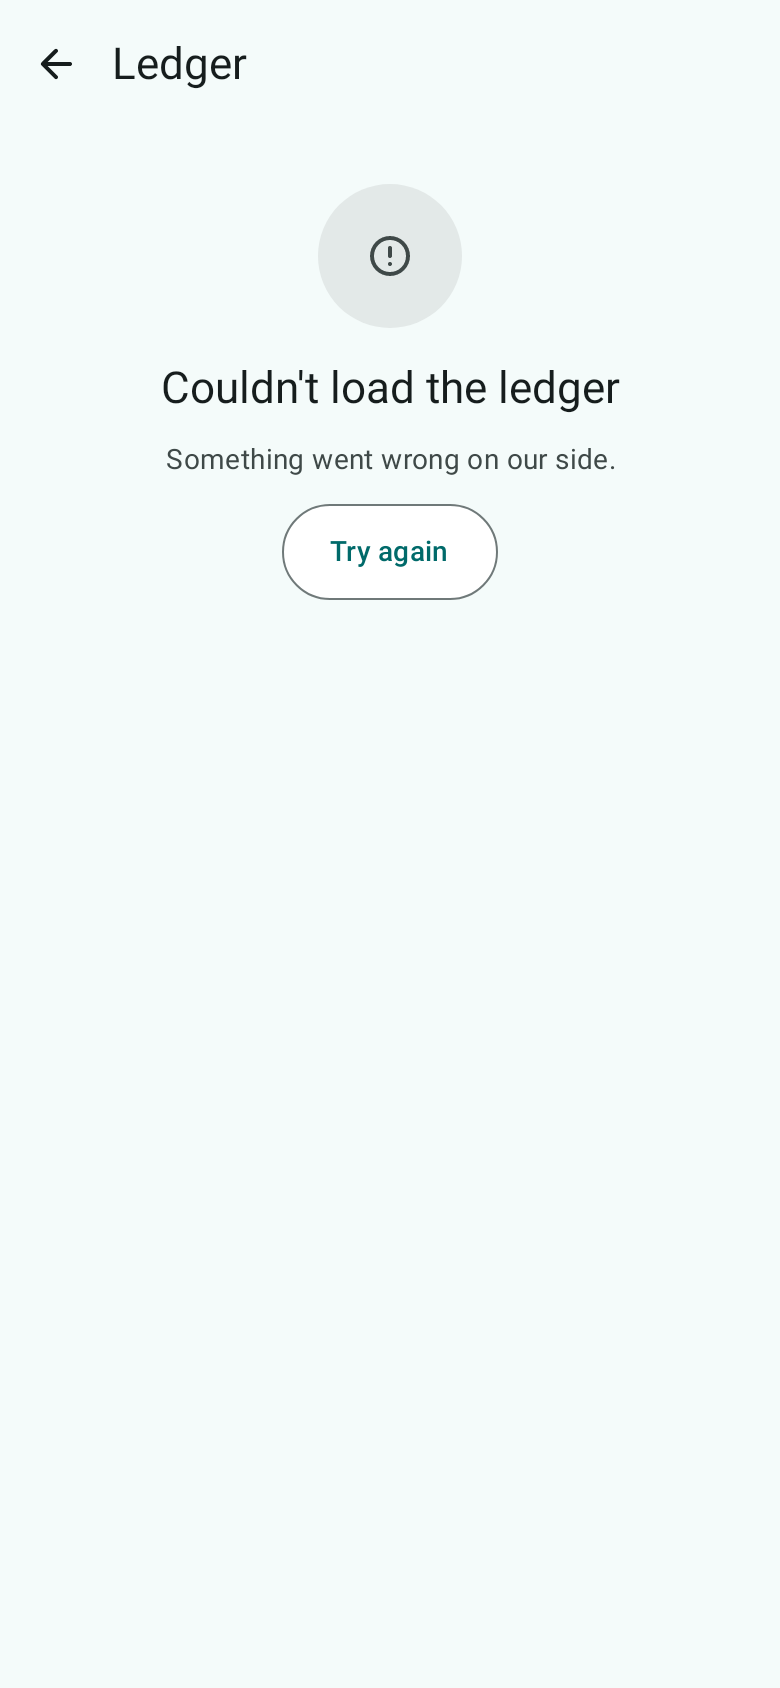 Ledger
Couldn't load the ledger
Something went wrong on our side.
Try again